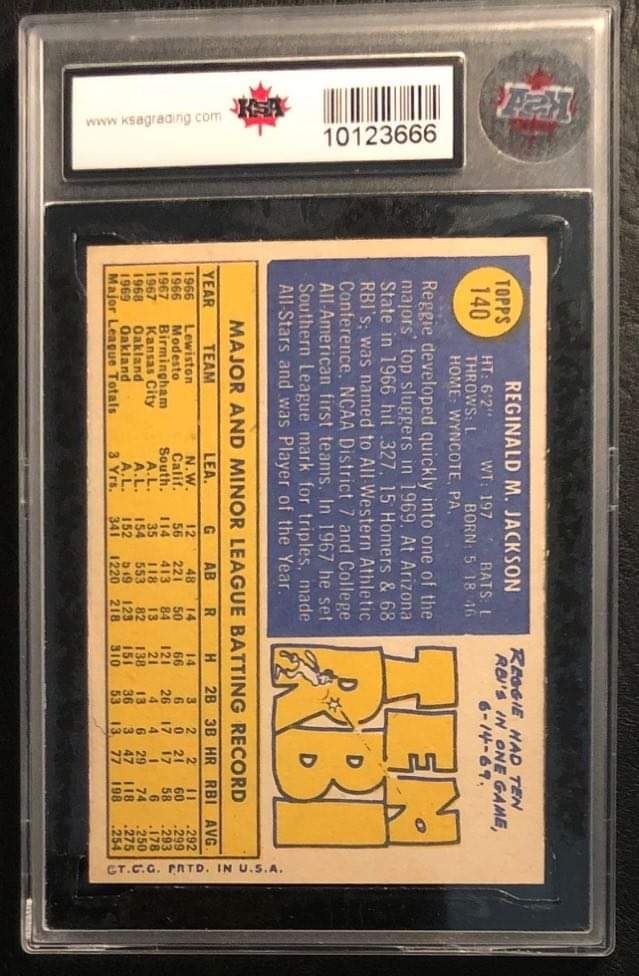 www.ksagrading.com
KSA
10123666
KSA
TOPPS
140
REGINALD M. JACKSON
HT: 6'2" WT: 197 BATS: L
THROWS: L BORN: 5-18-46
HOME: WYNCOTE, PA
Reggie developed quickly into one of the
majors' top sluggers in 1969. At Arizona
State in 1966 hit .327, 15 Homers & 68
RBI's; was named to All-Western Athletic
Conference, NCAA District 7 and College
All-American first teams. In 1967 he set
Southern League mark for triples, made
All-Stars and was Player of the Year.
REGGIE HAD TEN
RBI'S IN ONE GAME,
6-14-69.
TEN
RBI
MAJOR AND MINOR LEAGUE BATTING RECORD
YEAR TEAM LEA. G AB R H 2B 3B HR RBI AVG.
1966 Lewiston N.W. 12 48 14 14 3 2 2 11 .292
1966 Modesto Calif. 56 221 50 66 6 0 21 60 .299
1967 Birmingham South. 114 413 84 121 26 17 17 58 .293
1967 Kansas City A.L. 35 118 13 21 4 4 1 6 .178
1968 Oakland A.L. 154 553 82 138 13 6 29 74 .250
1969 Oakland A.L. 152 549 123 151 36 3 47 118 .275
Major League Totals 3 Yrs. 341 1220 218 310 53 13 77 198 .254
©T.C.G. PRTD. IN U.S.A.